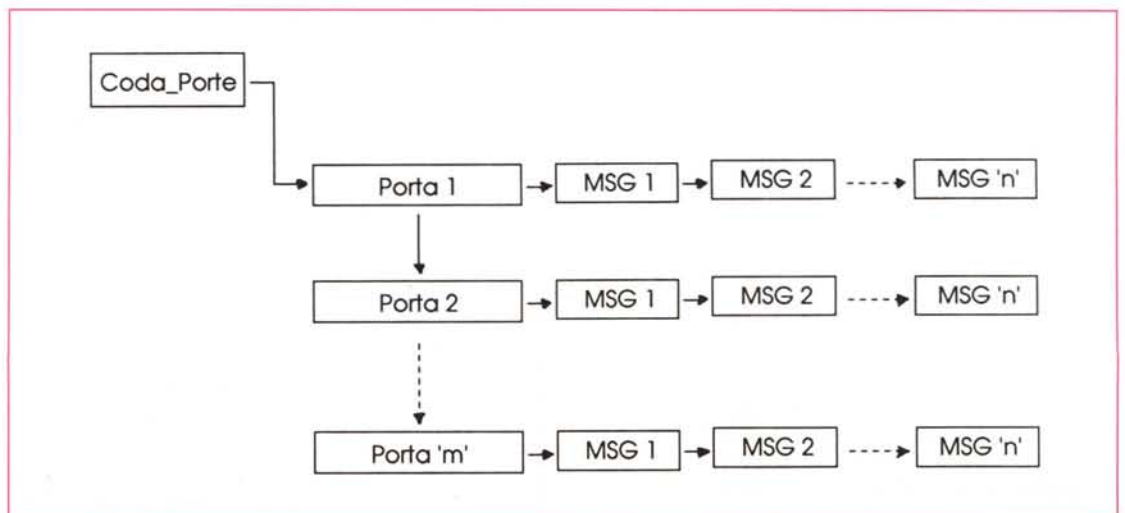 Coda_Porte
Porta 1 MSG 1 MSG 2 MSG 'n'
Porta 2 MSG 1 MSG 2 MSG 'n'
Porta 'm' MSG 1 MSG 2 MSG 'n'